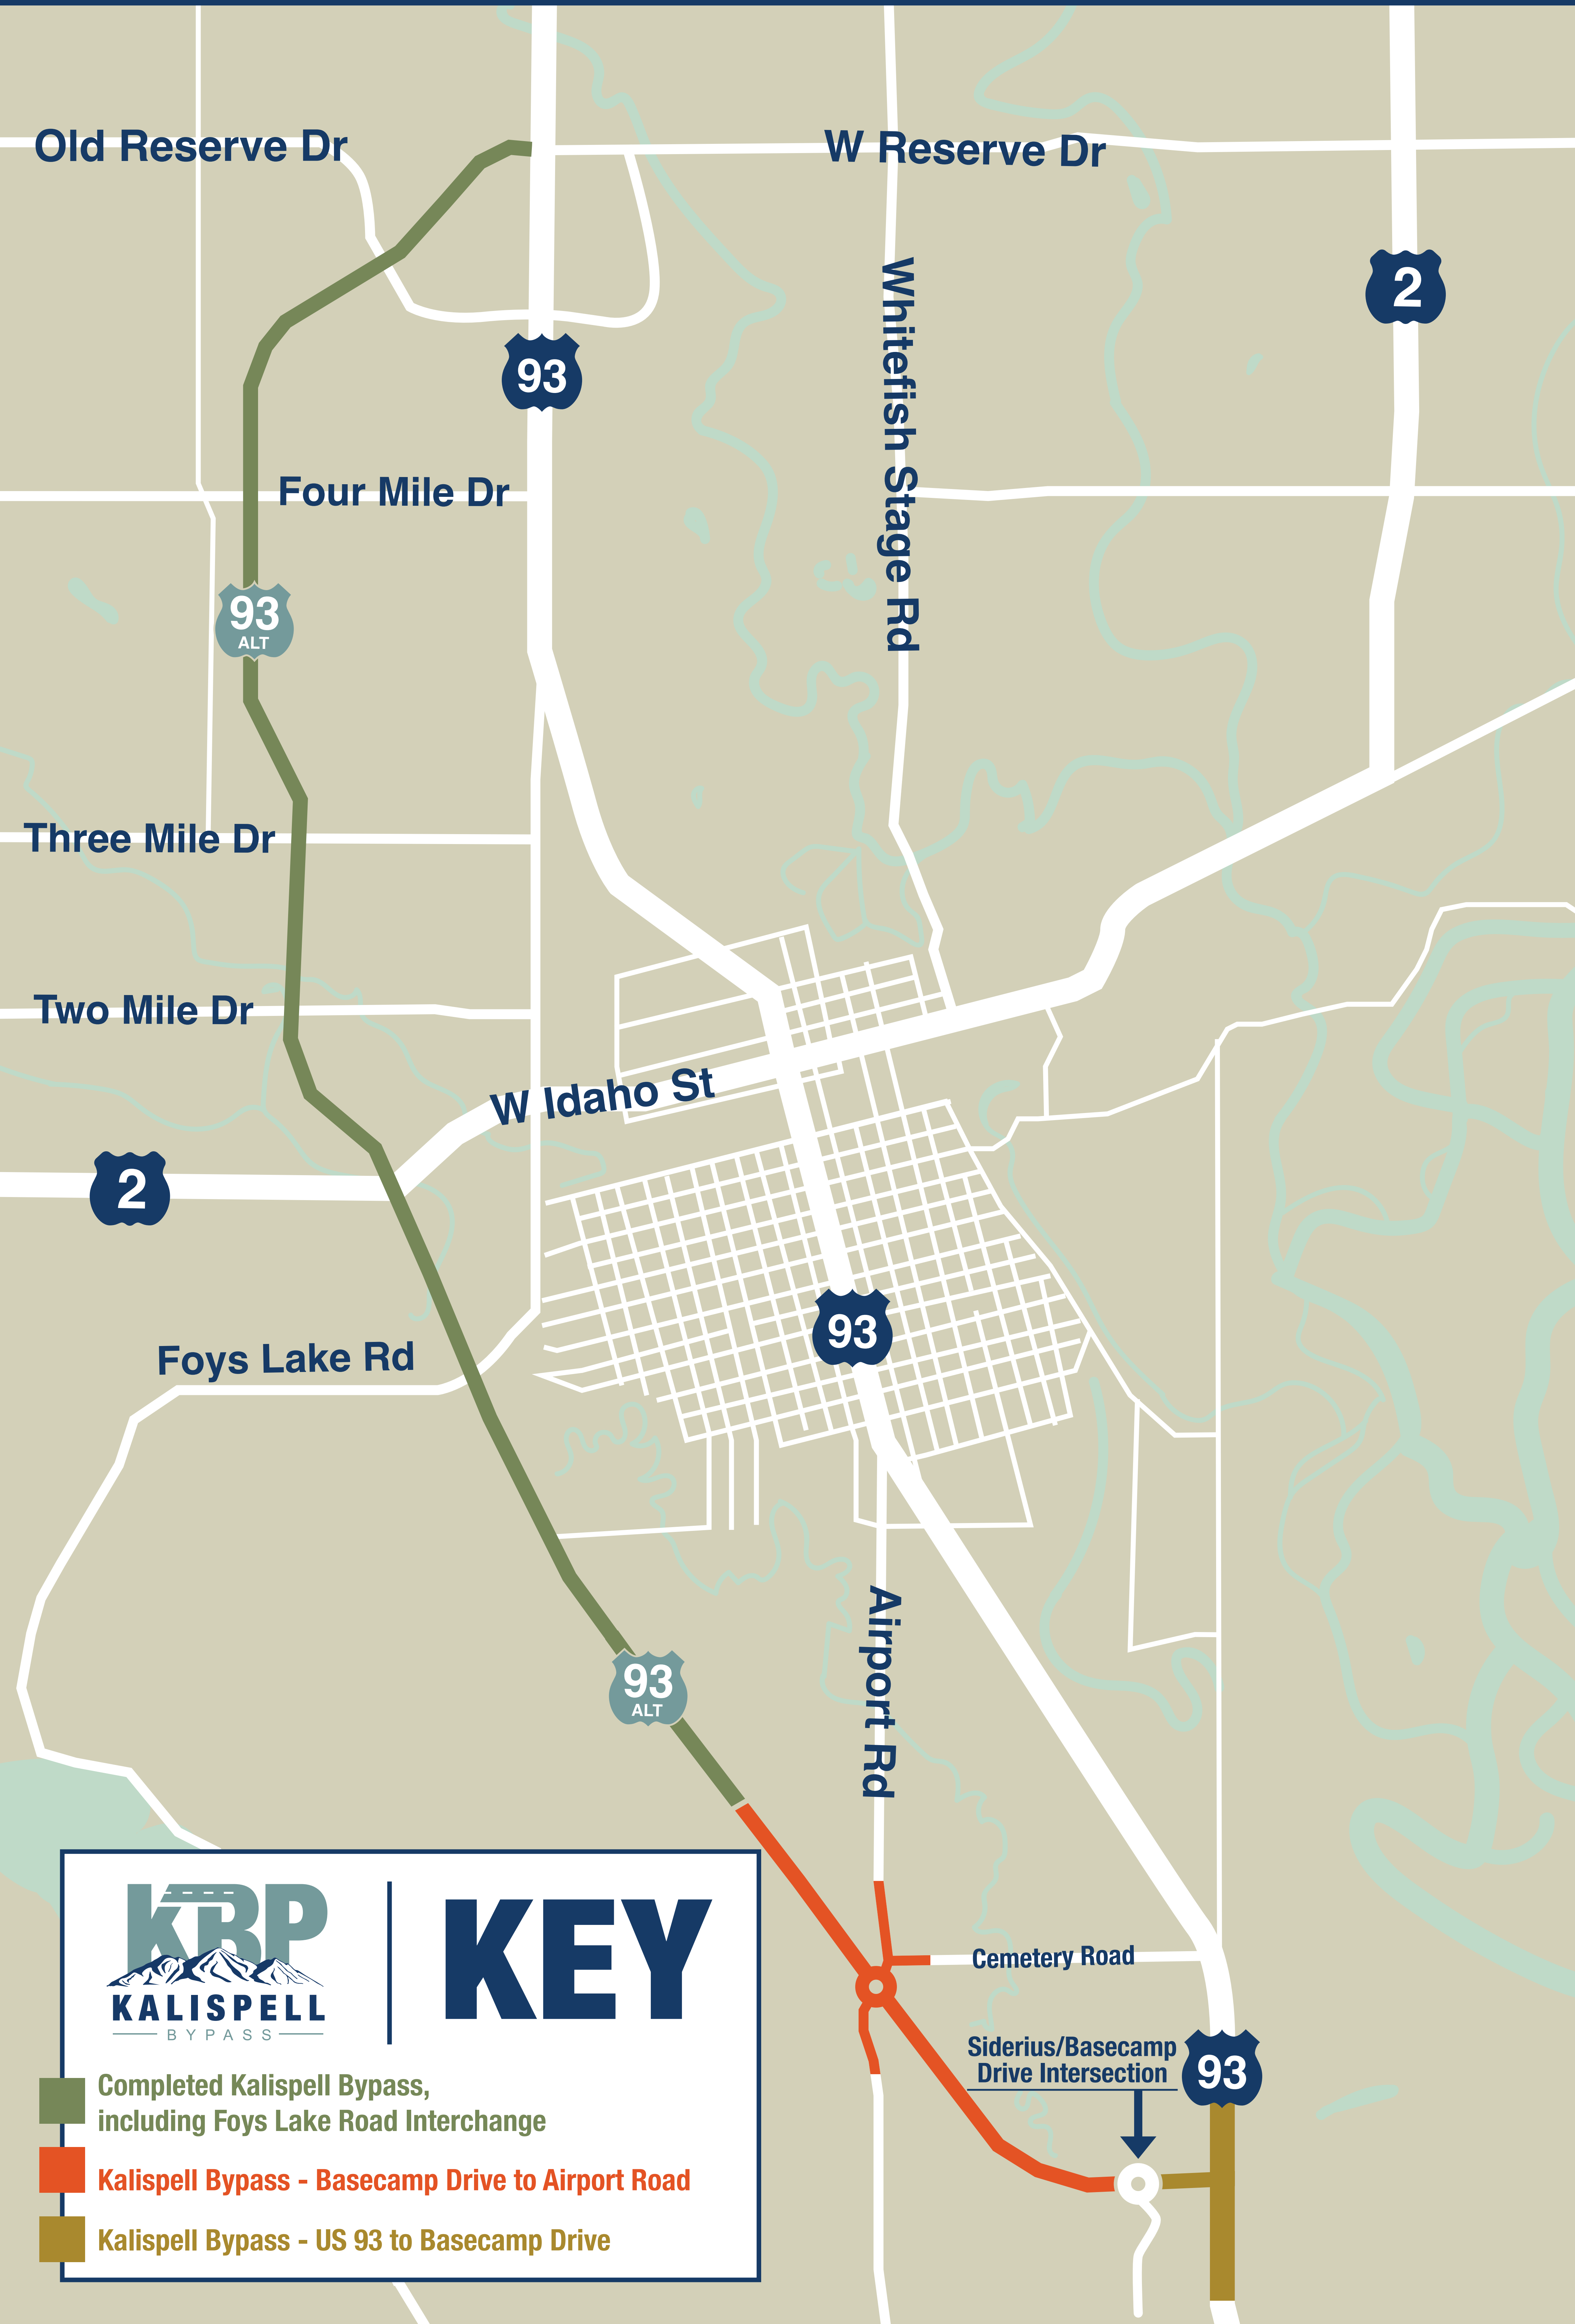 Old Reserve Dr
W Reserve Dr
Whitefish Stage Rd
2
93
Four Mile Dr
93
ALT
Three Mile Dr
Two Mile Dr
W Idaho St
2
93
Foys Lake Rd
Airport Rd
93
ALT
Cemetery Road
Siderius/Basecamp
Drive Intersection
93
KBP
KALISPELL
BYPASS
KEY
Completed Kalispell Bypass,
including Foys Lake Road Interchange
Kalispell Bypass - Basecamp Drive to Airport Road
Kalispell Bypass - US 93 to Basecamp Drive